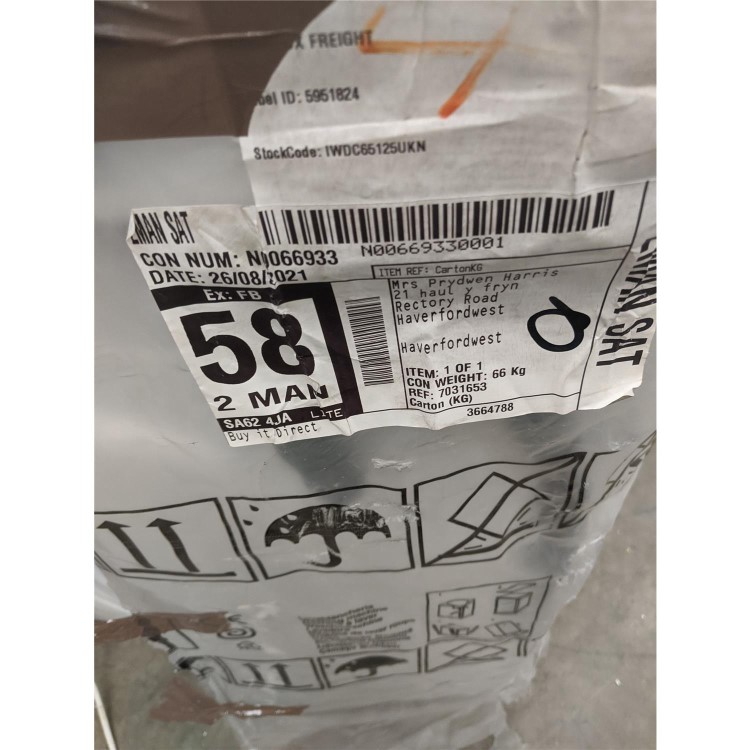 X FREIGHT
bel ID: 5951824
StockCode: IWDC65125UKN
MAN SAT
CON NUM: N0066933
N00669330001
DATE: 26/08/2021
EX: FB
58
2 MAN
SA62 4JA LITE
Buy it Direct
ITEM REF: CartonKG
Mrs Prydwen Harris
21 haul y fryn
Rectory Road
Haverfordwest
Haverfordwest
ITEM: 1 OF 1
CON WEIGHT: 66 Kg
REF: 7031653
Carton (KG)
3664788
MAN SAT